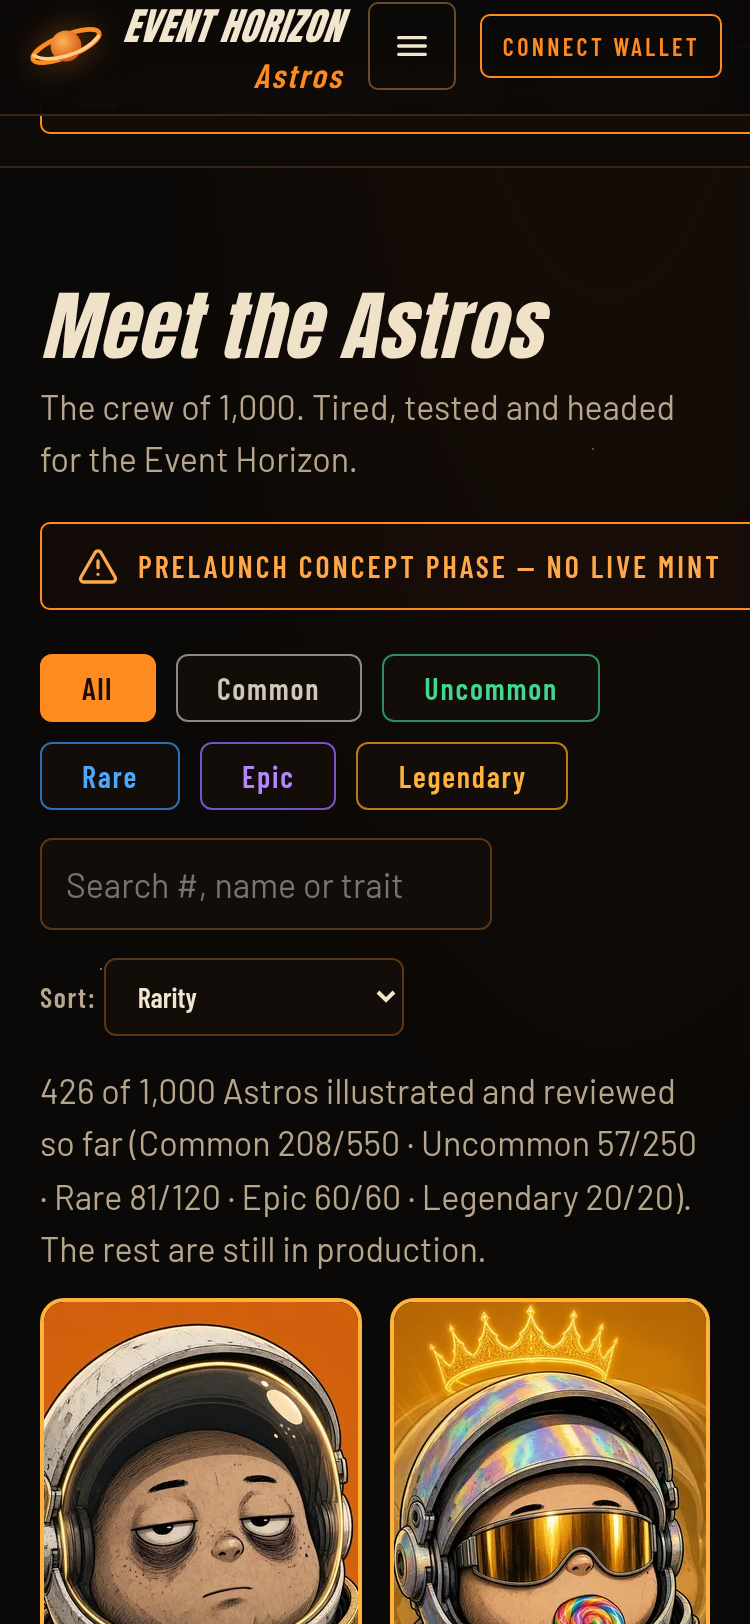 EVENT HORIZON
Astros
CONNECT WALLET
Meet the Astros
The crew of 1,000. Tired, tested and headed
for the Event Horizon.
PRELAUNCH CONCEPT PHASE — NO LIVE MINT
All
Common
Uncommon
Rare
Epic
Legendary
Search #, name or trait
Sort:
Rarity
426 of 1,000 Astros illustrated and reviewed
so far (Common 208/550 · Uncommon 57/250
· Rare 81/120 · Epic 60/60 · Legendary 20/20).
The rest are still in production.